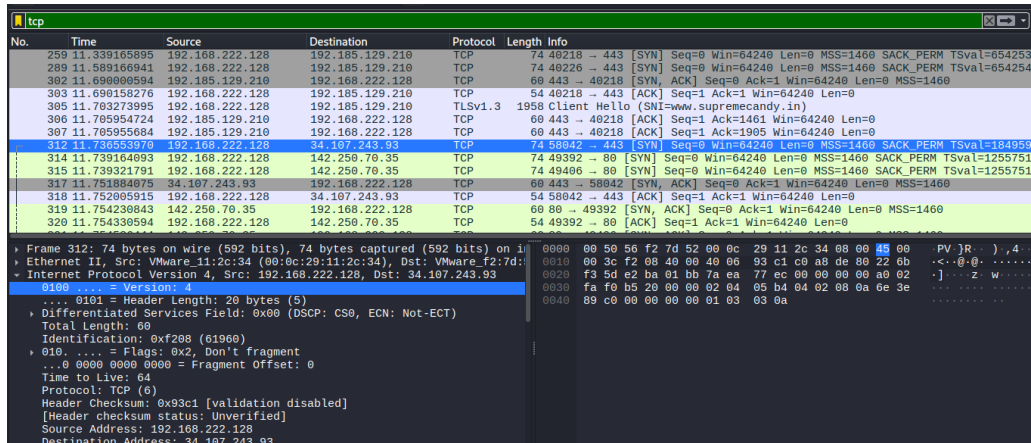 tcp
No. Time Source Destination Protocol Length Info
259 11.339165895 192.168.222.128 192.185.129.210 TCP 74 40218 → 443 [SYN] Seq=0 Win=64240 Len=0 MSS=1460 SACK_PERM TSval=654253
289 11.589166941 192.168.222.128 192.185.129.210 TCP 74 40226 → 443 [SYN] Seq=0 Win=64240 Len=0 MSS=1460 SACK_PERM TSval=654254
302 11.690000594 192.185.129.210 192.168.222.128 TCP 60 443 → 40218 [SYN, ACK] Seq=0 Ack=1 Win=64240 Len=0 MSS=1460
303 11.690158276 192.168.222.128 192.185.129.210 TCP 54 40218 → 443 [ACK] Seq=1 Ack=1 Win=64240 Len=0
305 11.703273995 192.168.222.128 192.185.129.210 TLSv1.3 1958 Client Hello (SNI=www.supremecandy.in)
306 11.705954724 192.185.129.210 192.168.222.128 TCP 60 443 → 40218 [ACK] Seq=1 Ack=1461 Win=64240 Len=0
307 11.705955684 192.185.129.210 192.168.222.128 TCP 60 443 → 40218 [ACK] Seq=1 Ack=1905 Win=64240 Len=0
312 11.736553970 192.168.222.128 34.107.243.93 TCP 74 58042 → 443 [SYN] Seq=0 Win=64240 Len=0 MSS=1460 SACK_PERM TSval=184959
314 11.739164093 192.168.222.128 142.250.70.35 TCP 74 49392 → 80 [SYN] Seq=0 Win=64240 Len=0 MSS=1460 SACK_PERM TSval=1255751
315 11.739321791 192.168.222.128 142.250.70.35 TCP 74 49406 → 80 [SYN] Seq=0 Win=64240 Len=0 MSS=1460 SACK_PERM TSval=1255751
317 11.751884075 34.107.243.93 192.168.222.128 TCP 60 443 → 58042 [SYN, ACK] Seq=0 Ack=1 Win=64240 Len=0 MSS=1460
318 11.752005915 192.168.222.128 34.107.243.93 TCP 54 58042 → 443 [ACK] Seq=1 Ack=1 Win=64240 Len=0
319 11.754230843 142.250.70.35 192.168.222.128 TCP 60 80 → 49392 [SYN, ACK] Seq=0 Ack=1 Win=64240 Len=0 MSS=1460
320 11.754330594 192.168.222.128 142.250.70.35 TCP 54 49392 → 80 [ACK] Seq=1 Ack=1 Win=64240 Len=0
Frame 312: 74 bytes on wire (592 bits), 74 bytes captured (592 bits) on i
Ethernet II, Src: VMware_11:2c:34 (00:0c:29:11:2c:34), Dst: VMware_f2:7d:
Internet Protocol Version 4, Src: 192.168.222.128, Dst: 34.107.243.93
0100 .... = Version: 4
.... 0101 = Header Length: 20 bytes (5)
Differentiated Services Field: 0x00 (DSCP: CS0, ECN: Not-ECT)
Total Length: 60
Identification: 0xf208 (61960)
010. .... = Flags: 0x2, Don't fragment
...0 0000 0000 0000 = Fragment Offset: 0
Time to Live: 64
Protocol: TCP (6)
Header Checksum: 0x93c1 [validation disabled]
[Header checksum status: Unverified]
Source Address: 192.168.222.128
Destination Address: 34.107.243.93
0000 00 50 56 f2 7d 52 00 0c 29 11 2c 34 08 00 45 00 ·PV·}R·· )·,4··E·
0010 00 3c f2 08 40 00 40 06 93 c1 c0 a8 de 80 22 6b ·<··@·@· ······"k
0020 f3 5d e2 ba 01 bb 7a ea 77 ec 00 00 00 00 a0 02 ·]····z· w·······
0030 fa f0 b5 20 00 00 02 04 05 b4 04 02 08 0a 6e 3e
0040 89 c0 00 00 00 00 01 03 03 0a